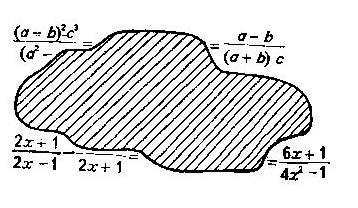 (a - b)²c³ / (a² - = = a - b / (a + b) c
2x + 1 / 2x - 1 - / 2x + 1 = = 6x + 1 / 4x² - 1